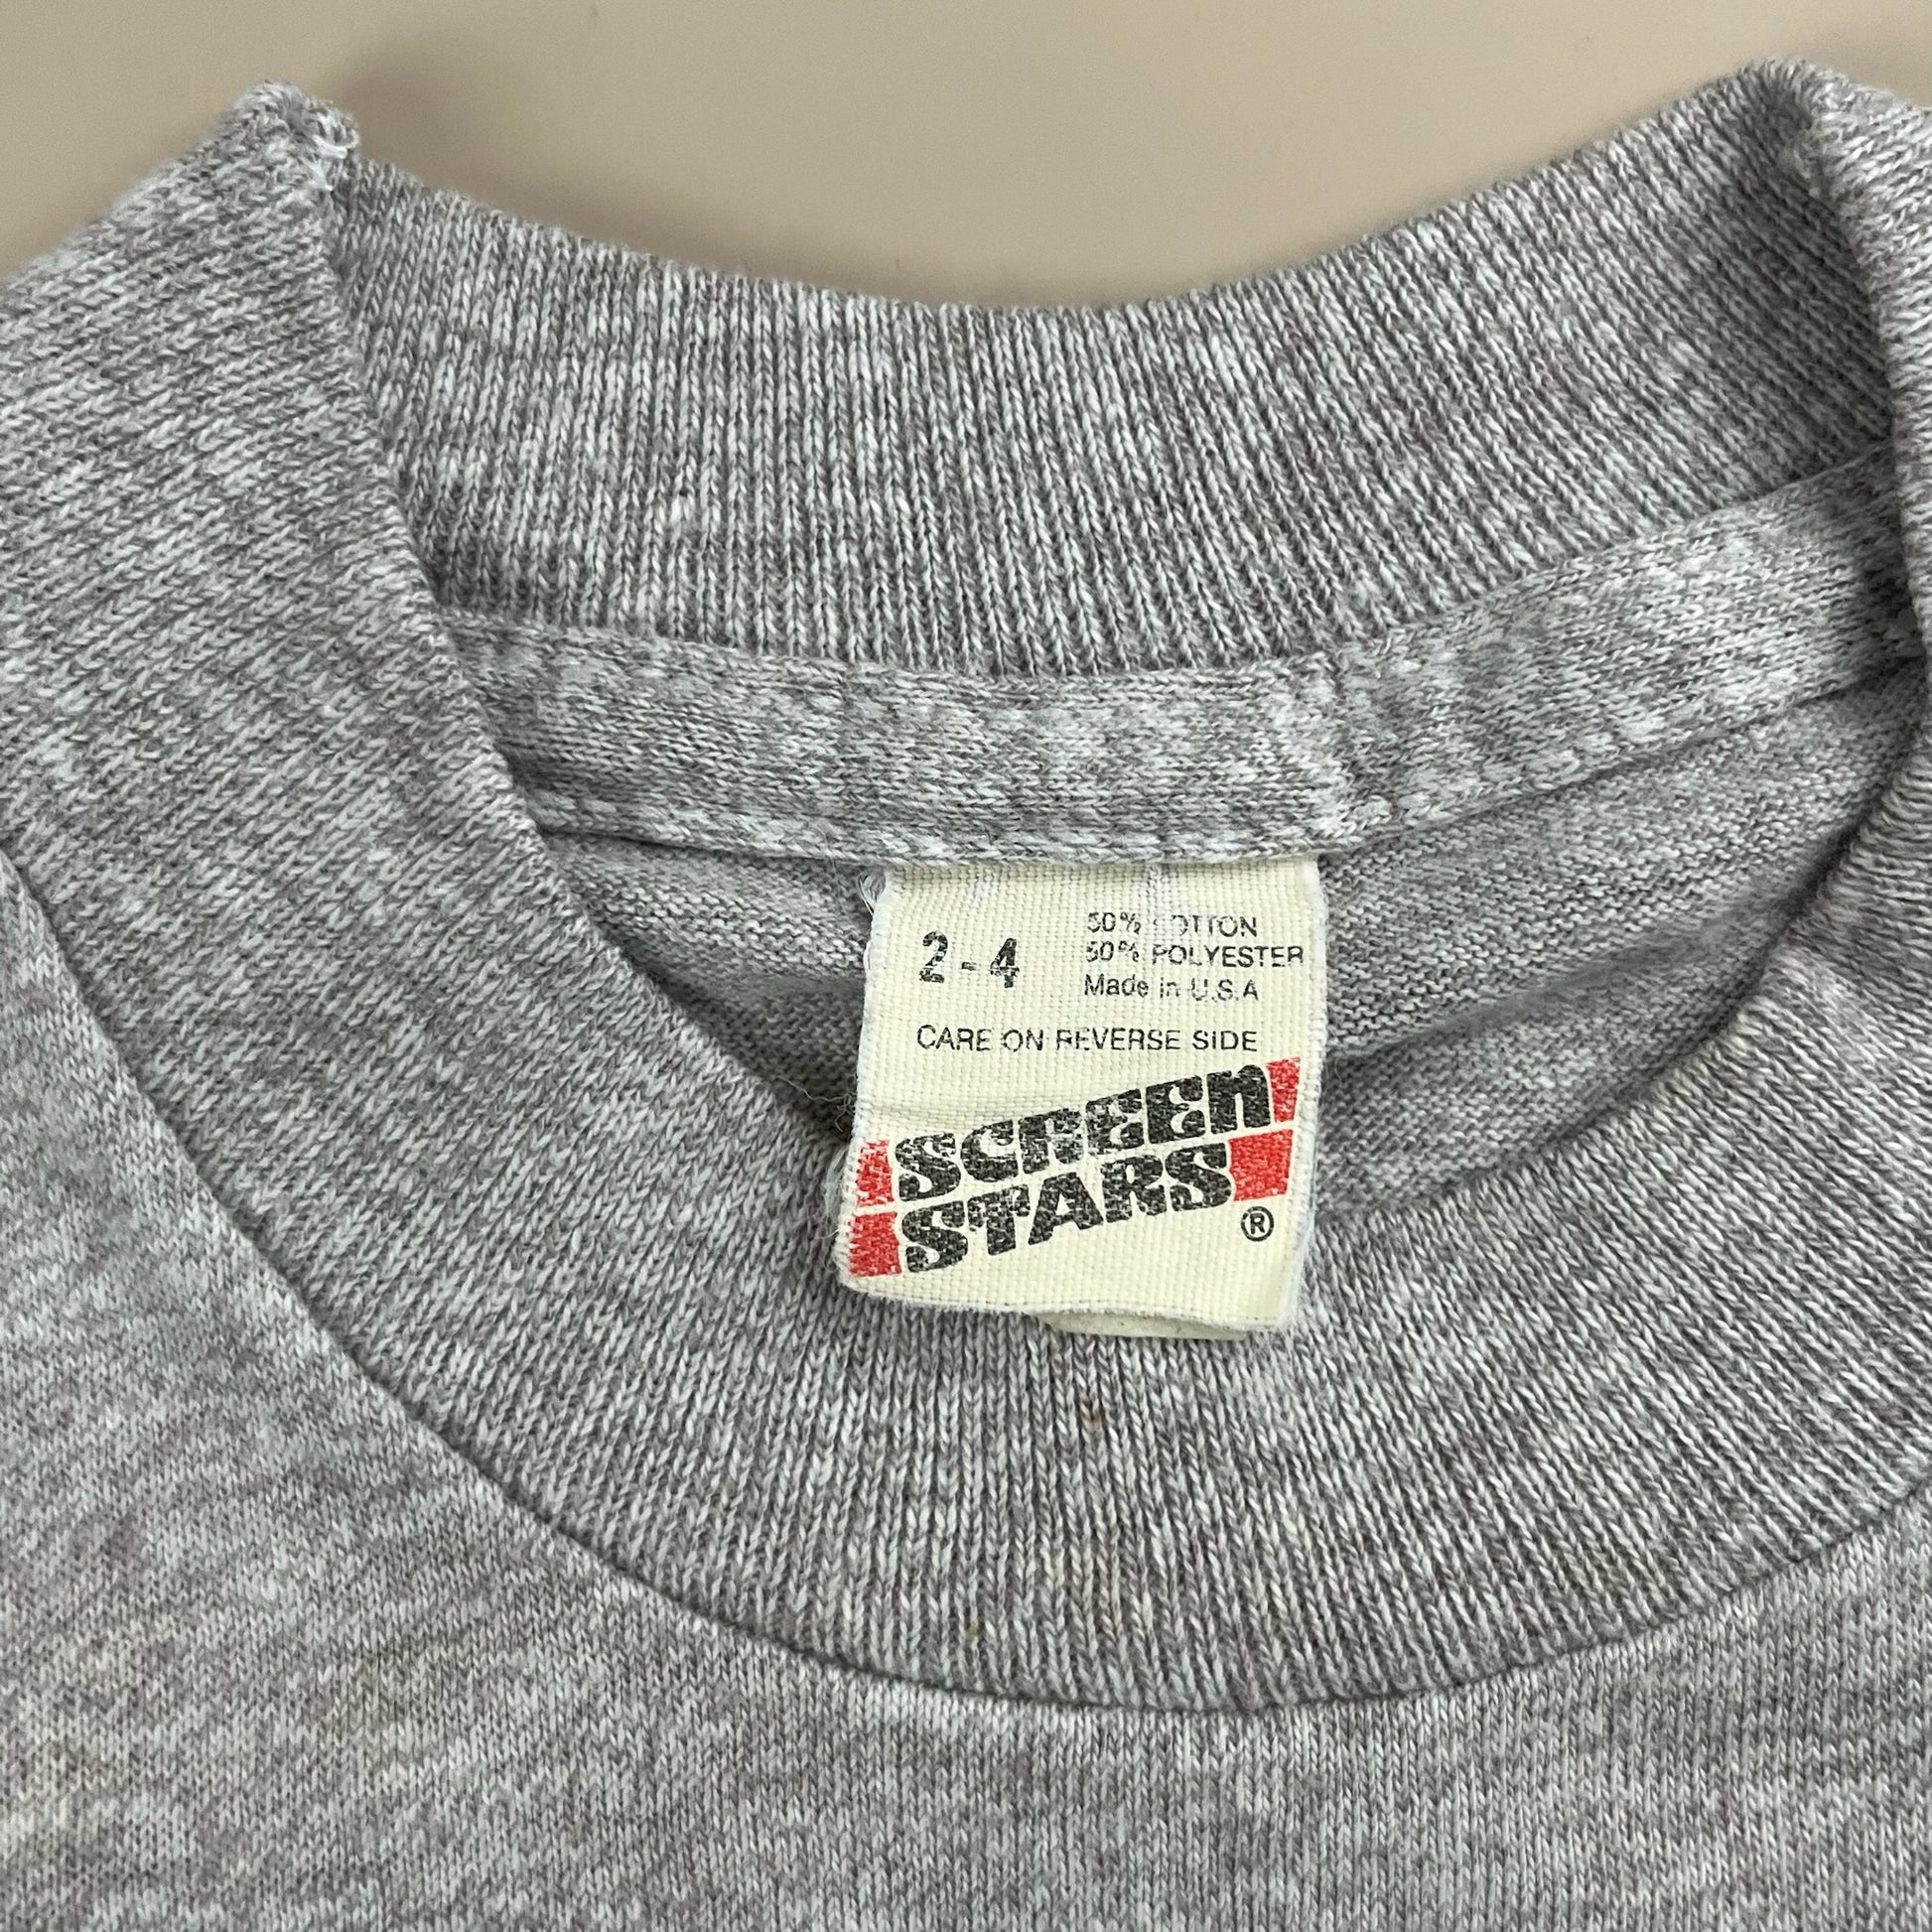 2-4
50% COTTON
50% POLYESTER
Made in U.S.A
CARE ON REVERSE SIDE
SCREEN
STARS
®